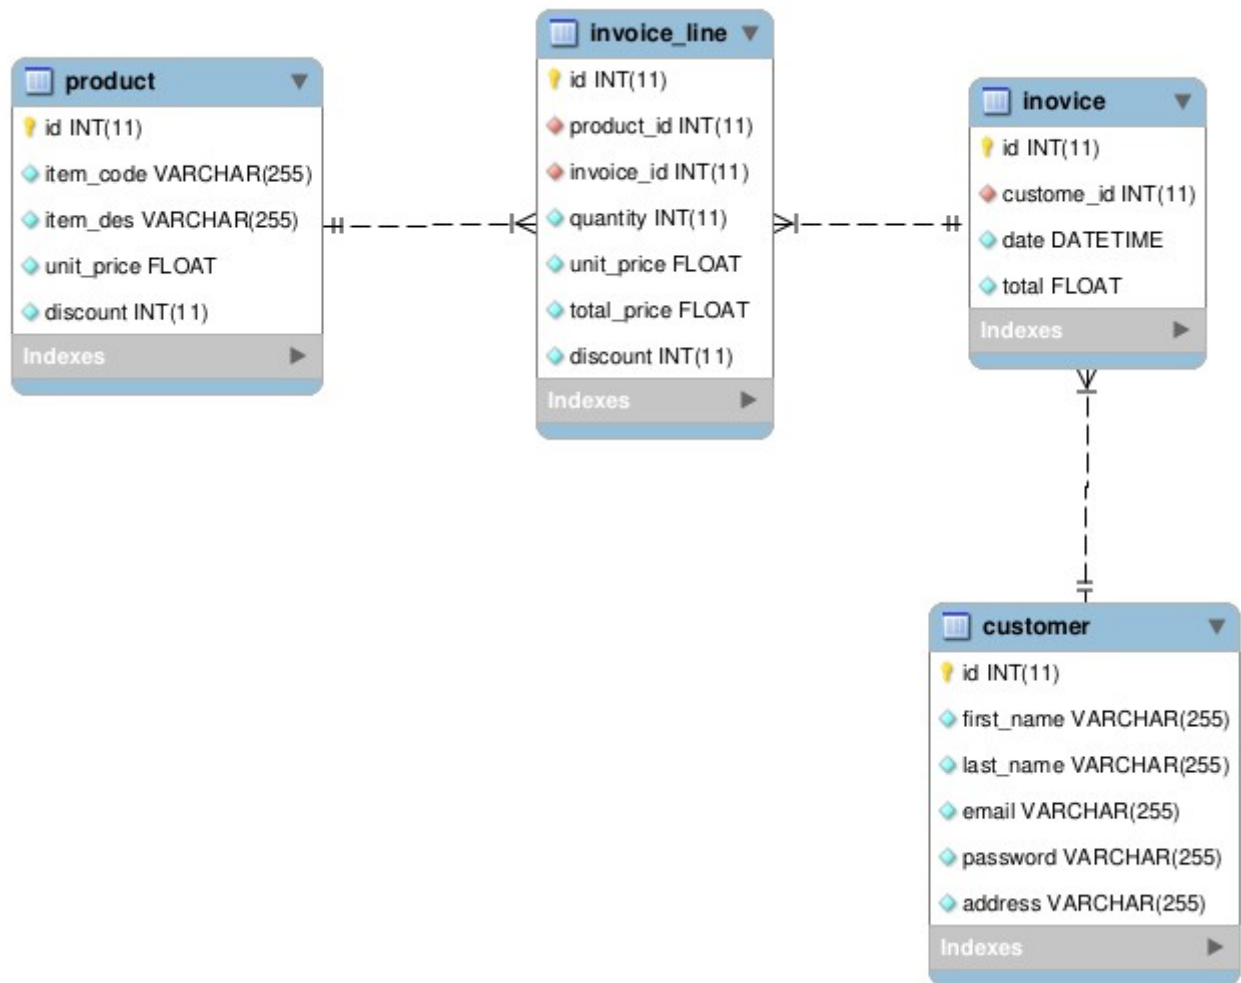 product
id INT(11)
item_code VARCHAR(255)
item_des VARCHAR(255)
unit_price FLOAT
discount INT(11)
Indexes
invoice_line
id INT(11)
product_id INT(11)
invoice_id INT(11)
quantity INT(11)
unit_price FLOAT
total_price FLOAT
discount INT(11)
Indexes
inovice
id INT(11)
custome_id INT(11)
date DATETIME
total FLOAT
Indexes
customer
id INT(11)
first_name VARCHAR(255)
last_name VARCHAR(255)
email VARCHAR(255)
password VARCHAR(255)
address VARCHAR(255)
Indexes